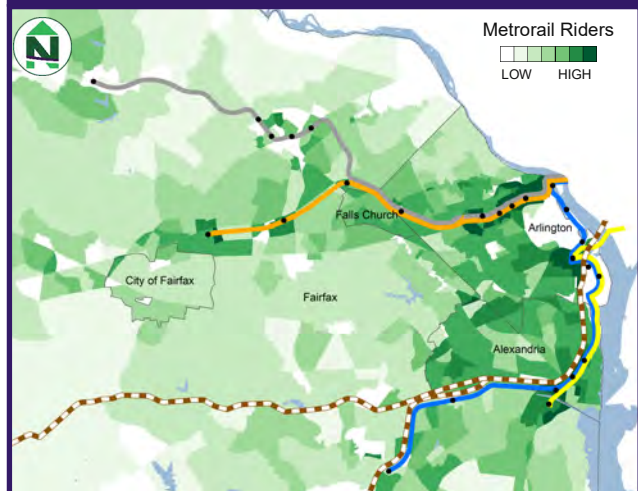 N
Metrorail Riders
LOW HIGH
Falls Church
Arlington
City of Fairfax
Fairfax
Alexandria